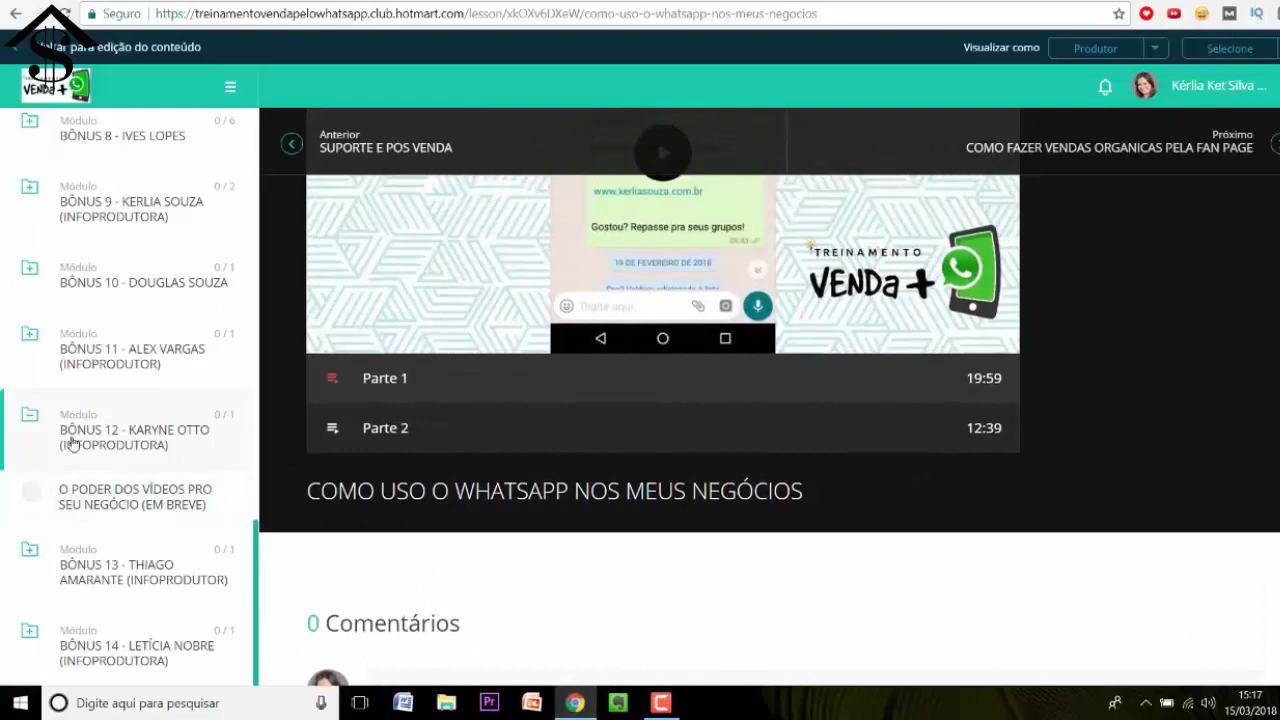 Seguro
https://treinamentovendapelowhatsapp.club.hotmart.com/lesson/xkOXv6DXeW/como-uso-o-whatsapp-nos-meus-negocios
para edição do conteúdo
Visualizar como
Produtor
Selecione
VENDA +
Kérlia Ket Silva ...
Módulo 0 / 6
BÔNUS 8 - IVES LOPES
Módulo 0 / 2
BÔNUS 9 - KERLIA SOUZA
(INFOPRODUTORA)
Módulo 0 / 1
BÔNUS 10 - DOUGLAS SOUZA
Módulo 0 / 1
BÔNUS 11 - ALEX VARGAS
(INFOPRODUTORA)
Módulo 0 / 1
BÔNUS 12 - KARYNE OTTO
(INFOPRODUTORA)
O PODER DOS VÍDEOS PRO
SEU NEGÓCIO (EM BREVE)
Módulo 0 / 1
BÔNUS 13 - THIAGO
AMARANTE (INFOPRODUTOR)
Módulo 0 / 1
BÔNUS 14 - LETÍCIA NOBRE
(INFOPRODUTORA)
Anterior
SUPORTE E POS VENDA
Próximo
COMO FAZER VENDAS ORGANICAS PELA FAN PAGE
www.kerliasouza.com.br
Gostou? Repasse pra seus grupos!
19 DE FEVEREIRO DE 2018
Digite aqui
TREINAMENTO
VENDA +
Parte 1 19:59
Parte 2 12:39
COMO USO O WHATSAPP NOS MEUS NEGÓCIOS
0 Comentários
Digite aqui para pesquisar
15:17
15/03/2018